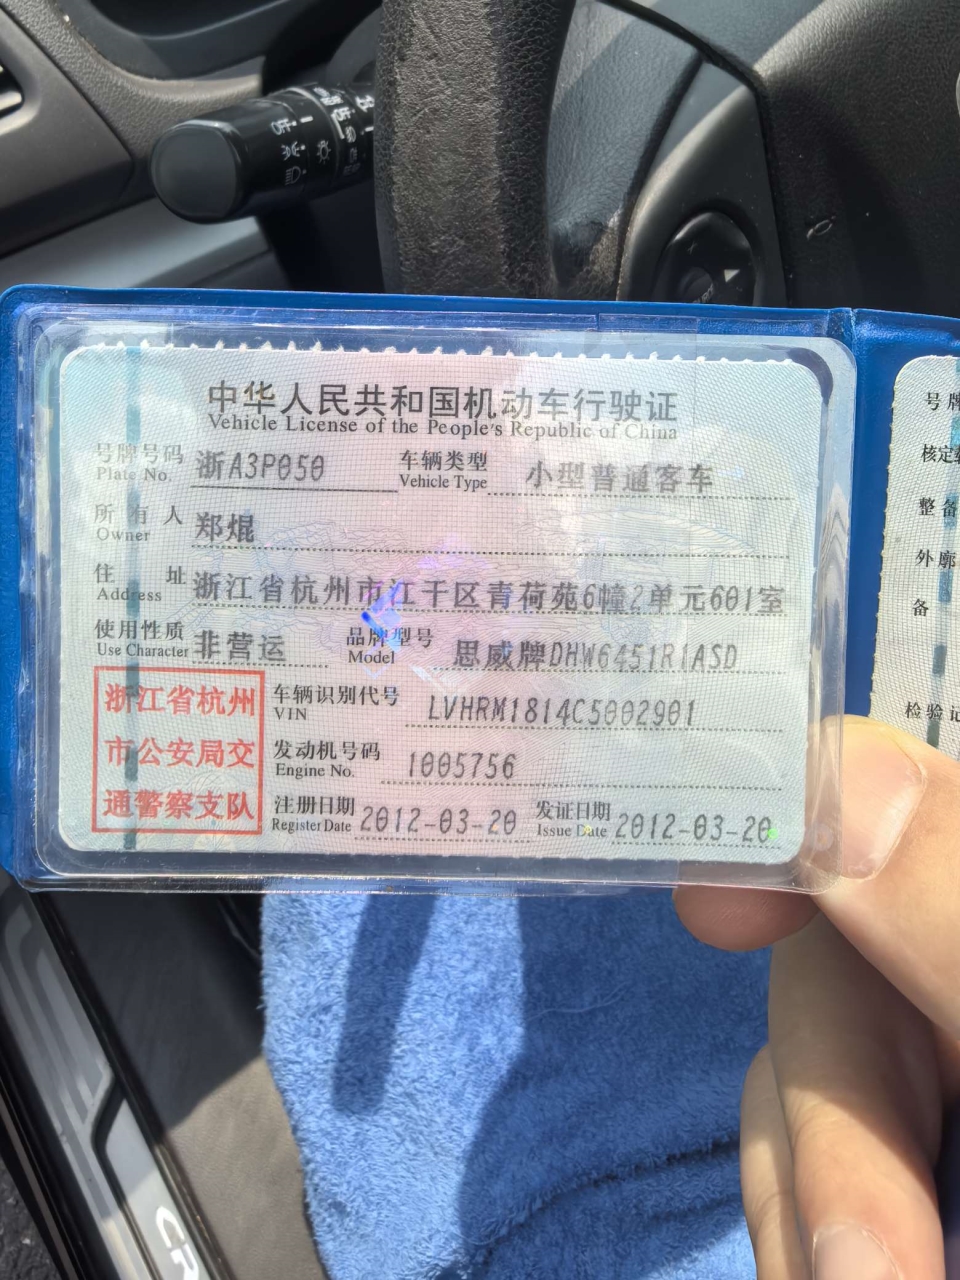 中华人民共和国机动车行驶证
Vehicle License of the People's Republic of China
号牌号码 浙A3P050 车辆类型 小型普通客车
Plate No. Vehicle Type
所有人 郑焜
Owner
住址 浙江省杭州市江干区青荷苑6幢2单元601室
Address
使用性质 非营运 品牌型号 思威牌DHW6451R1ASD
Use Character Model
浙江省杭州
市公安局交
通警察支队
车辆识别代号 LVHRM1814C5002901
VIN
发动机号码 1005756
Engine No.
注册日期 2012-03-20 发证日期 2012-03-20
Register Date Issue Date
号牌
核定
整备
外廓
备
检验记
CR